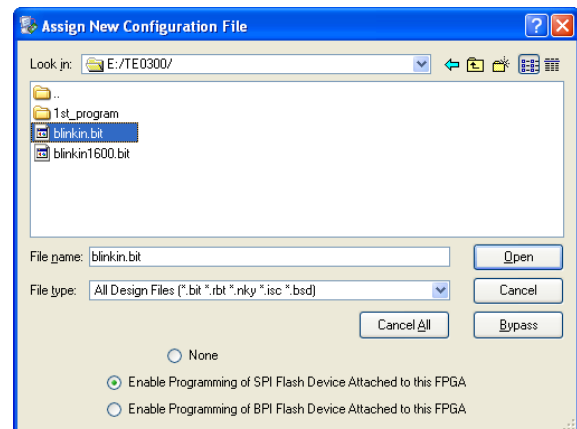 Assign New Configuration File
Look in: E:/TE0300/
..
1st_program
blinkin.bit
blinkin1600.bit
File name: blinkin.bit Open
File type: All Design Files (*.bit *.rbt *.nky *.isc *.bsd) Cancel
Cancel All Bypass
None
Enable Programming of SPI Flash Device Attached to this FPGA
Enable Programming of BPI Flash Device Attached to this FPGA